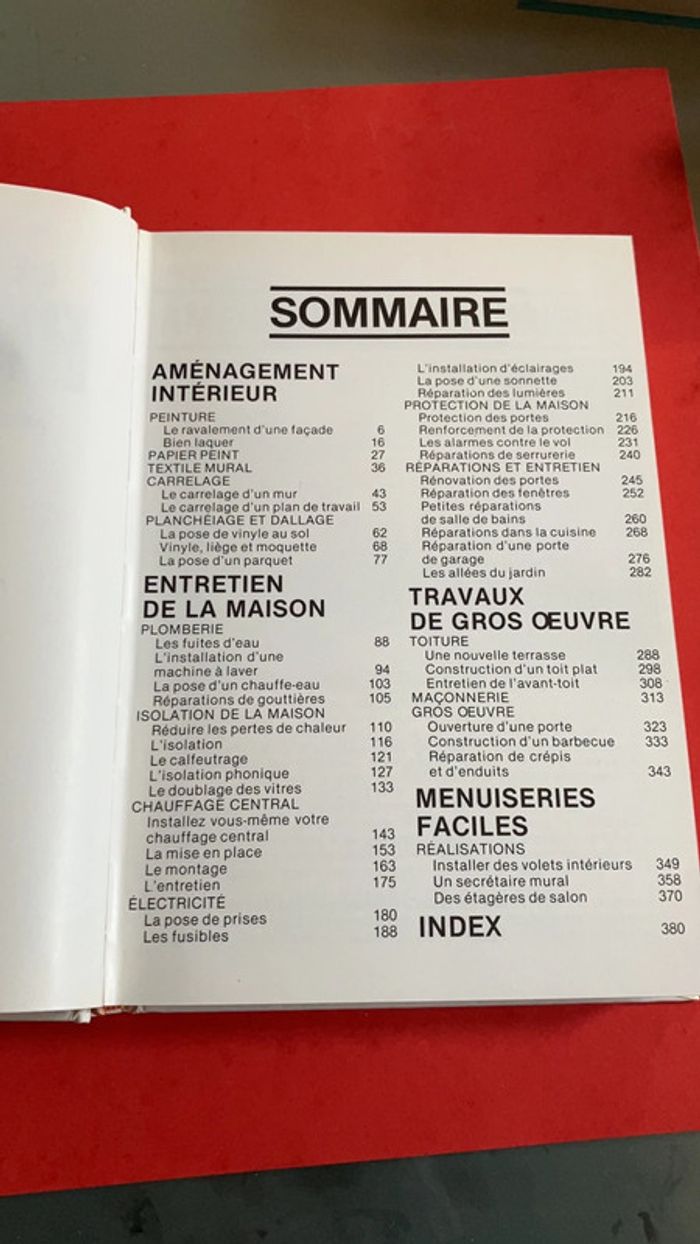 SOMMAIRE
AMÉNAGEMENT
INTÉRIEUR
PEINTURE
Le ravalement d'une façade 6
Bien laquer 16
PAPIER PEINT 27
TEXTILE MURAL 36
CARRELAGE
Le carrelage d'un mur 43
Le carrelage d'un plan de travail 53
PLANCHÉIAGE ET DALLAGE
La pose de vinyle au sol 62
Vinyle, liège et moquette 68
La pose d'un parquet 77
ENTRETIEN
DE LA MAISON
PLOMBERIE
Les fuites d'eau 88
L'installation d'une
machine à laver 94
La pose d'un chauffe-eau 103
Réparations de gouttières 105
ISOLATION DE LA MAISON
Réduire les pertes de chaleur 110
L'isolation 116
Le calfeutrage 121
L'isolation phonique 127
Le doublage des vitres 133
CHAUFFAGE CENTRAL
Installez vous-même votre
chauffage central 143
La mise en place 153
Le montage 163
L'entretien 175
ÉLECTRICITÉ
La pose de prises 180
Les fusibles 188
L'installation d'éclairages 194
La pose d'une sonnette 203
Réparation des lumières 211
PROTECTION DE LA MAISON
Protection des portes 216
Renforcement de la protection 226
Les alarmes contre le vol 231
Réparations de serrurerie 240
RÉPARATIONS ET ENTRETIEN
Rénovation des portes 245
Réparation des fenêtres 252
Petites réparations
de salle de bains 260
Réparations dans la cuisine 268
Réparation d'une porte
de garage 276
Les allées du jardin 282
TRAVAUX
DE GROS ŒUVRE
TOITURE
Une nouvelle terrasse 288
Construction d'un toit plat 298
Entretien de l'avant-toit 308
MAÇONNERIE 313
GROS ŒUVRE
Ouverture d'une porte 323
Construction d'un barbecue 333
Réparation de crépis
et d'enduits 343
MENUISERIES
FACILES
RÉALISATIONS
Installer des volets intérieurs 349
Un secrétaire mural 358
Des étagères de salon 370
INDEX 380